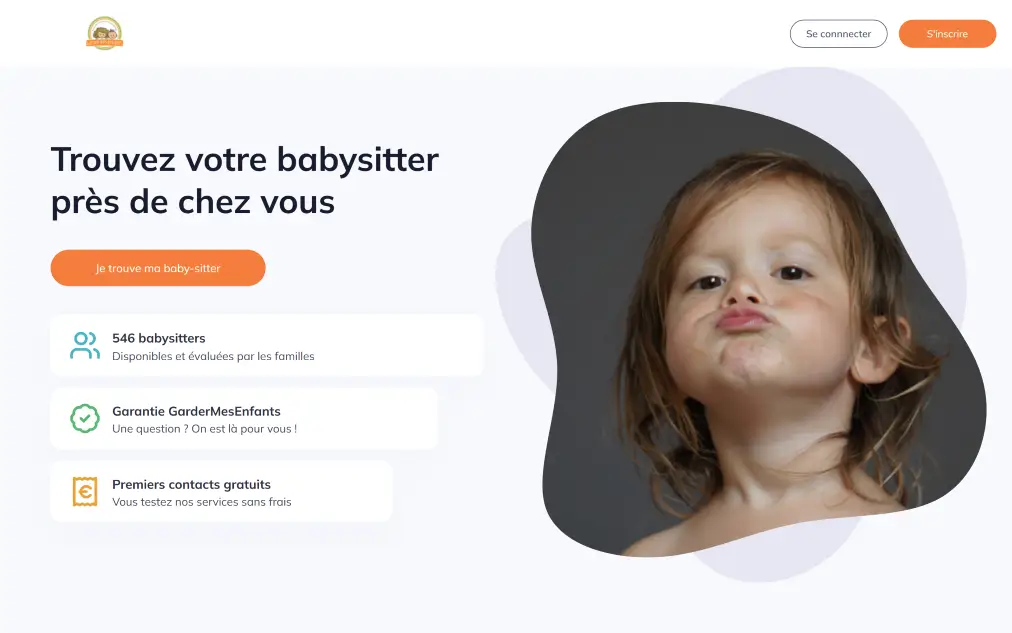 Se connnecter
S'inscrire
Trouvez votre babysitter
près de chez vous
Je trouve ma baby-sitter
546 babysitters
Disponibles et évaluées par les familles
Garantie GarderMesEnfants
Une question ? On est là pour vous !
Premiers contacts gratuits
Vous testez nos services sans frais